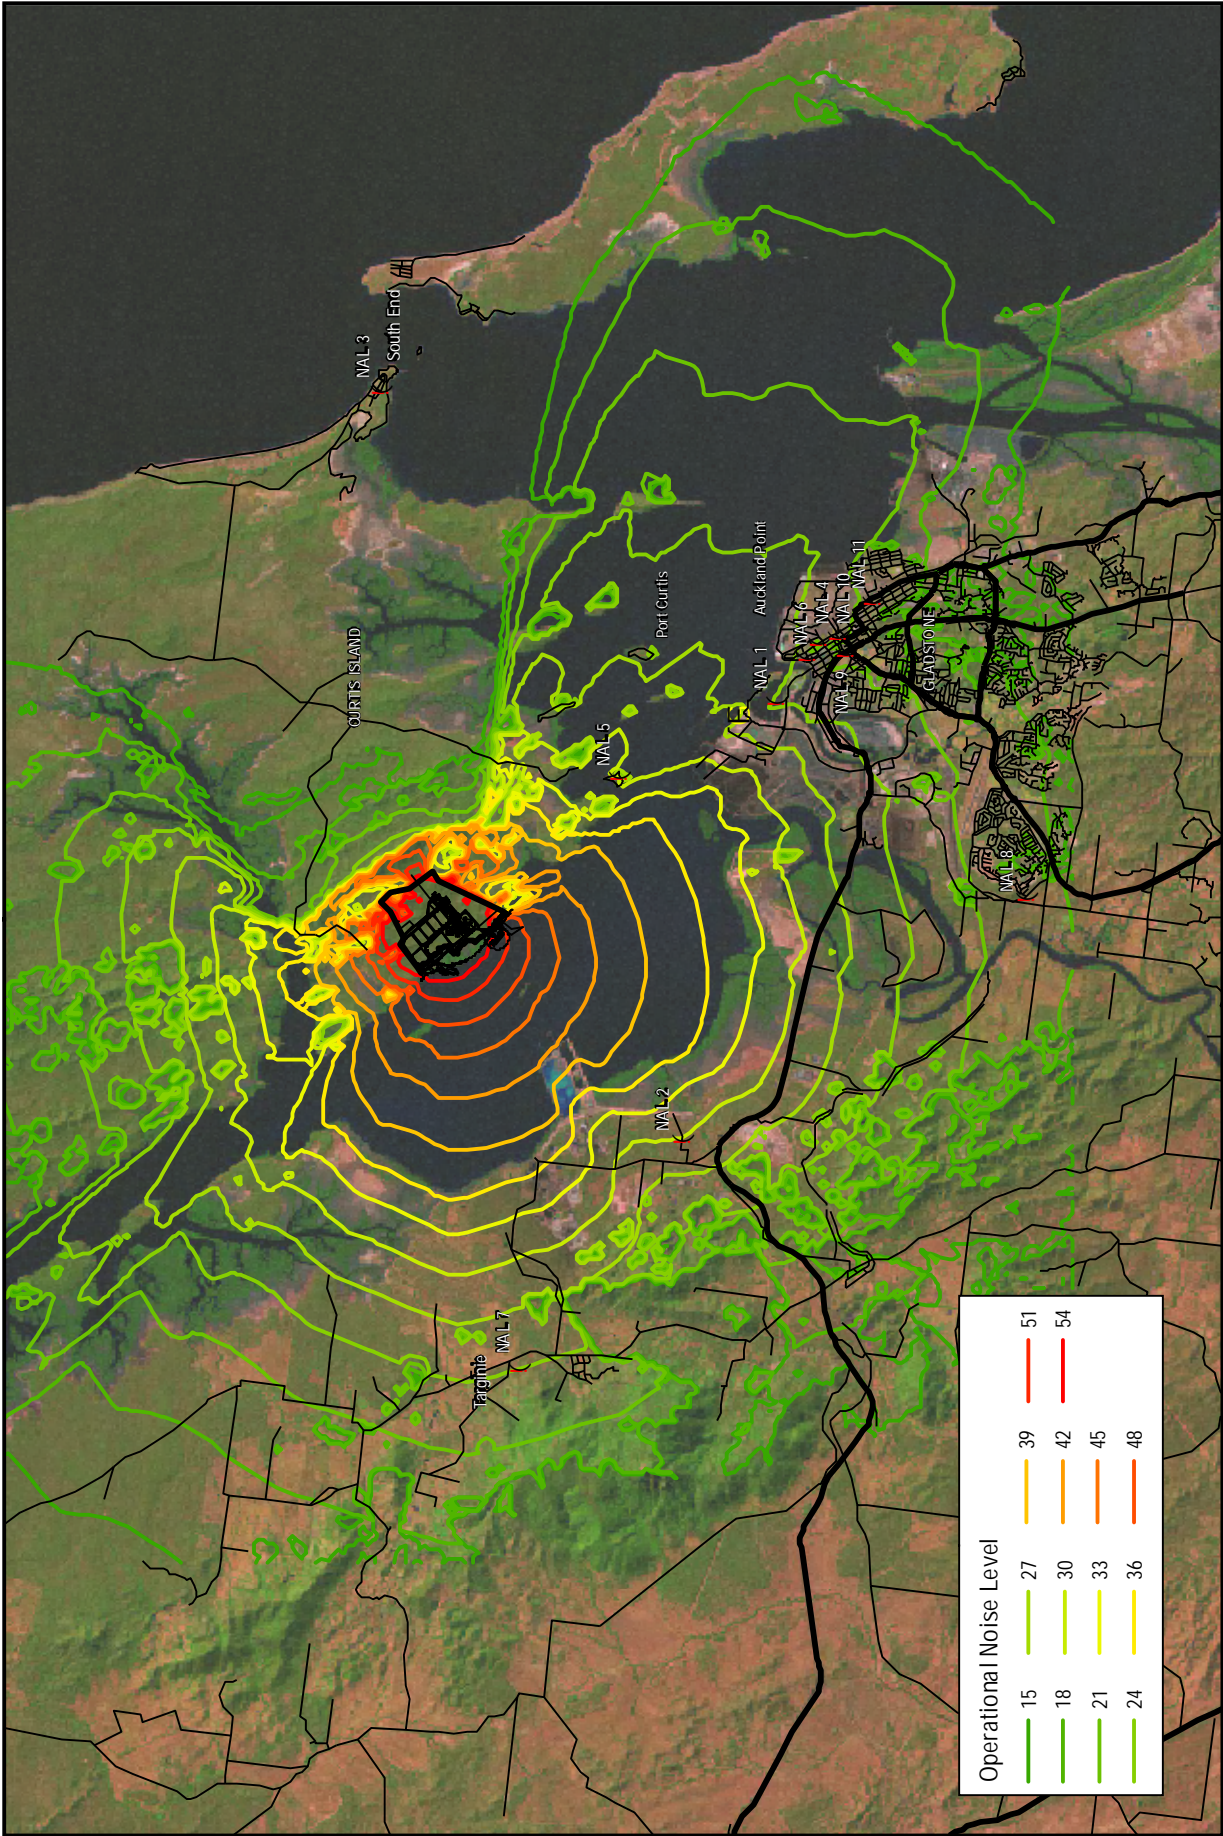 NAL 3
South End
CURTIS ISLAND
Port Curtis
Auckland Point
NAL 5
NAL 1
NAL 6
NAL 4
NAL 10
NAL 11
NAL 9
GLADSTONE
NAL 8
NAL 2
NAL 7
Targinie
Operational Noise Level
15 27 39 51
18 30 42 54
21 33 45
24 36 48